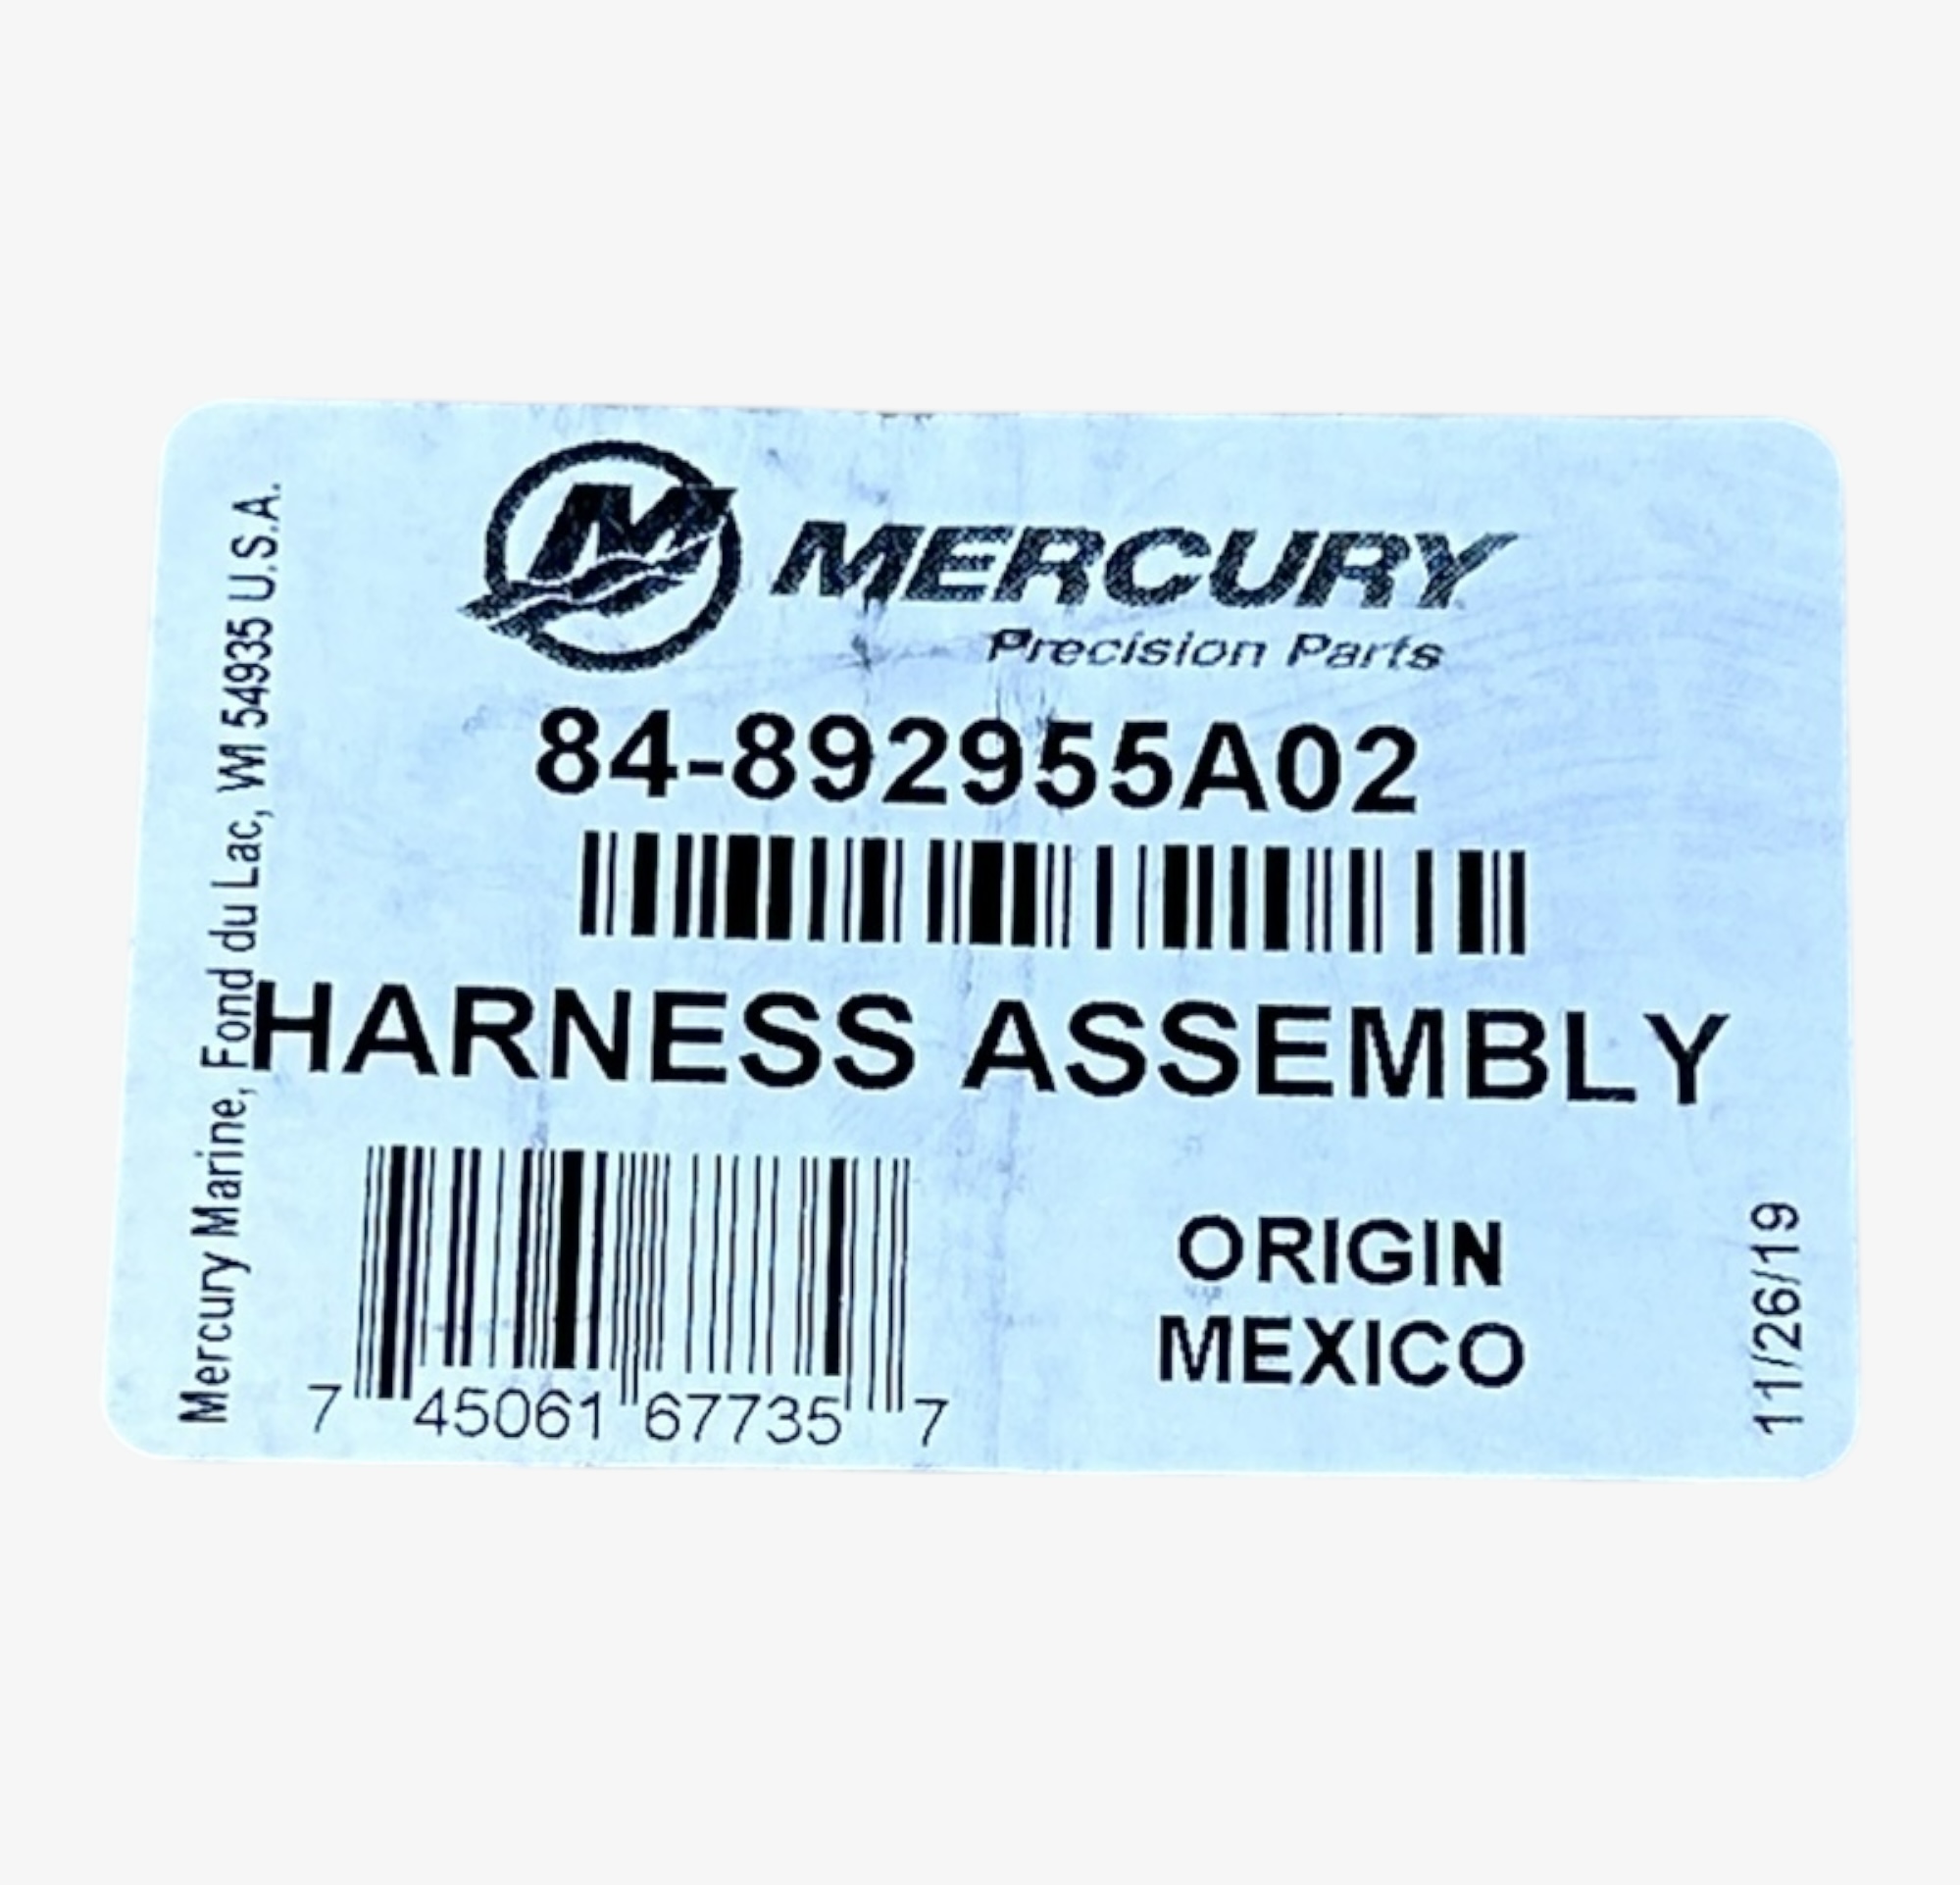 M
MERCURY
Precision Parts
84-892955A02
HARNESS ASSEMBLY
7 45061 67735 7
ORIGIN
MEXICO
Mercury Marine, Fond du Lac, WI 54935 U.S.A.
11/26/19